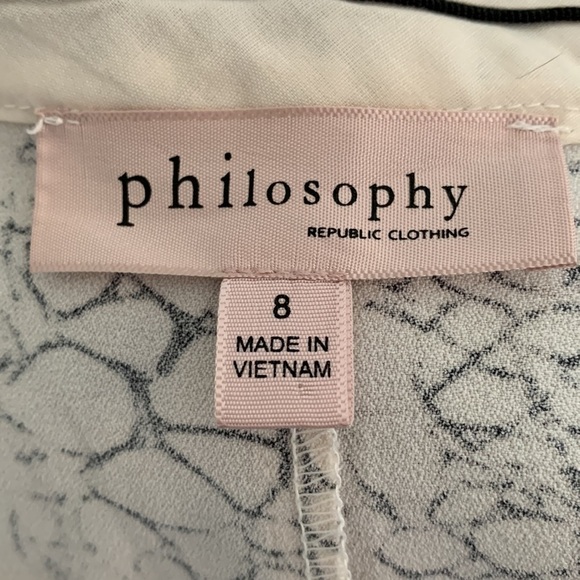 philosophy
REPUBLIC CLOTHING
8
MADE IN
VIETNAM